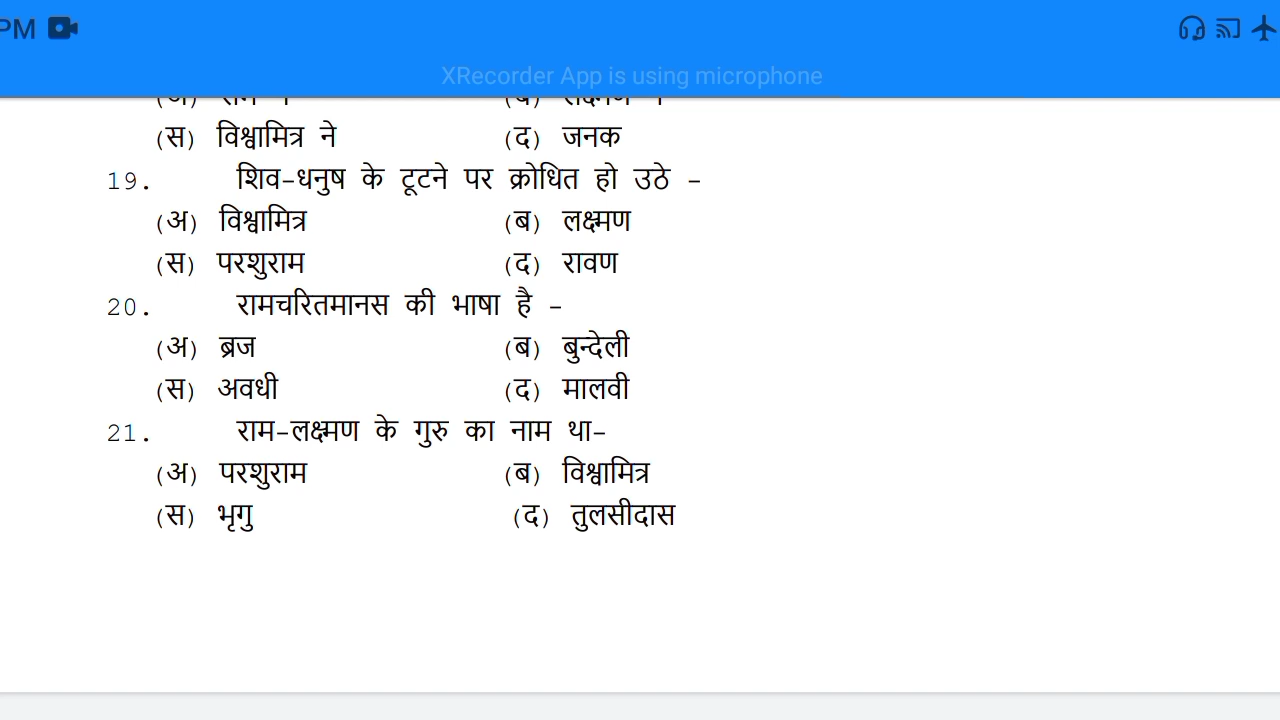 PM
XRecorder App is using microphone
(स) विश्वामित्र ने (द) जनक
19. शिव-धनुष के टूटने पर क्रोधित हो उठे -
(अ) विश्वामित्र (ब) लक्ष्मण
(स) परशुराम (द) रावण
20. रामचरितमानस की भाषा है -
(अ) ब्रज (ब) बुन्देली
(स) अवधी (द) मालवी
21. राम-लक्ष्मण के गुरु का नाम था-
(अ) परशुराम (ब) विश्वामित्र
(स) भृगु (द) तुलसीदास